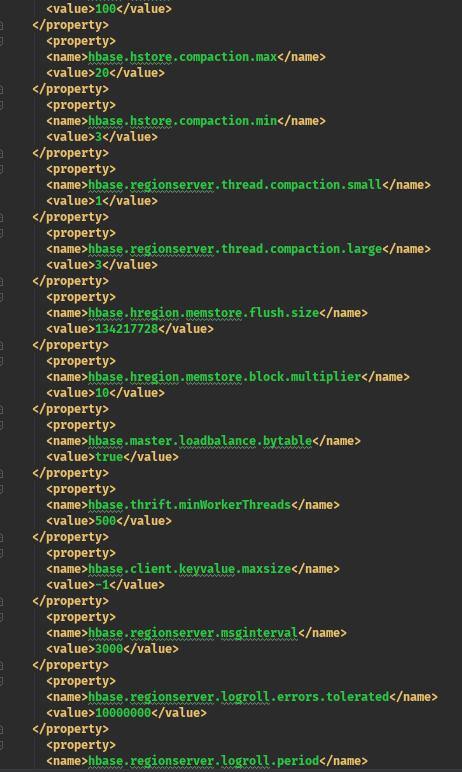 <value>100</value>
</property>
<property>
<name>hbase.hstore.compaction.max</name>
<value>20</value>
</property>
<property>
<name>hbase.hstore.compaction.min</name>
<value>3</value>
</property>
<property>
<name>hbase.regionserver.thread.compaction.small</name>
<value>1</value>
</property>
<property>
<name>hbase.regionserver.thread.compaction.large</name>
<value>3</value>
</property>
<property>
<name>hbase.hregion.memstore.flush.size</name>
<value>134217728</value>
</property>
<property>
<name>hbase.hregion.memstore.block.multiplier</name>
<value>10</value>
</property>
<property>
<name>hbase.master.loadbalance.bytable</name>
<value>true</value>
</property>
<property>
<name>hbase.thrift.minWorkerThreads</name>
<value>500</value>
</property>
<property>
<name>hbase.client.keyvalue.maxsize</name>
<value>-1</value>
</property>
<property>
<name>hbase.regionserver.msginterval</name>
<value>3000</value>
</property>
<property>
<name>hbase.regionserver.logroll.errors.tolerated</name>
<value>10000000</value>
</property>
<property>
<name>hbase.regionserver.logroll.period</name>